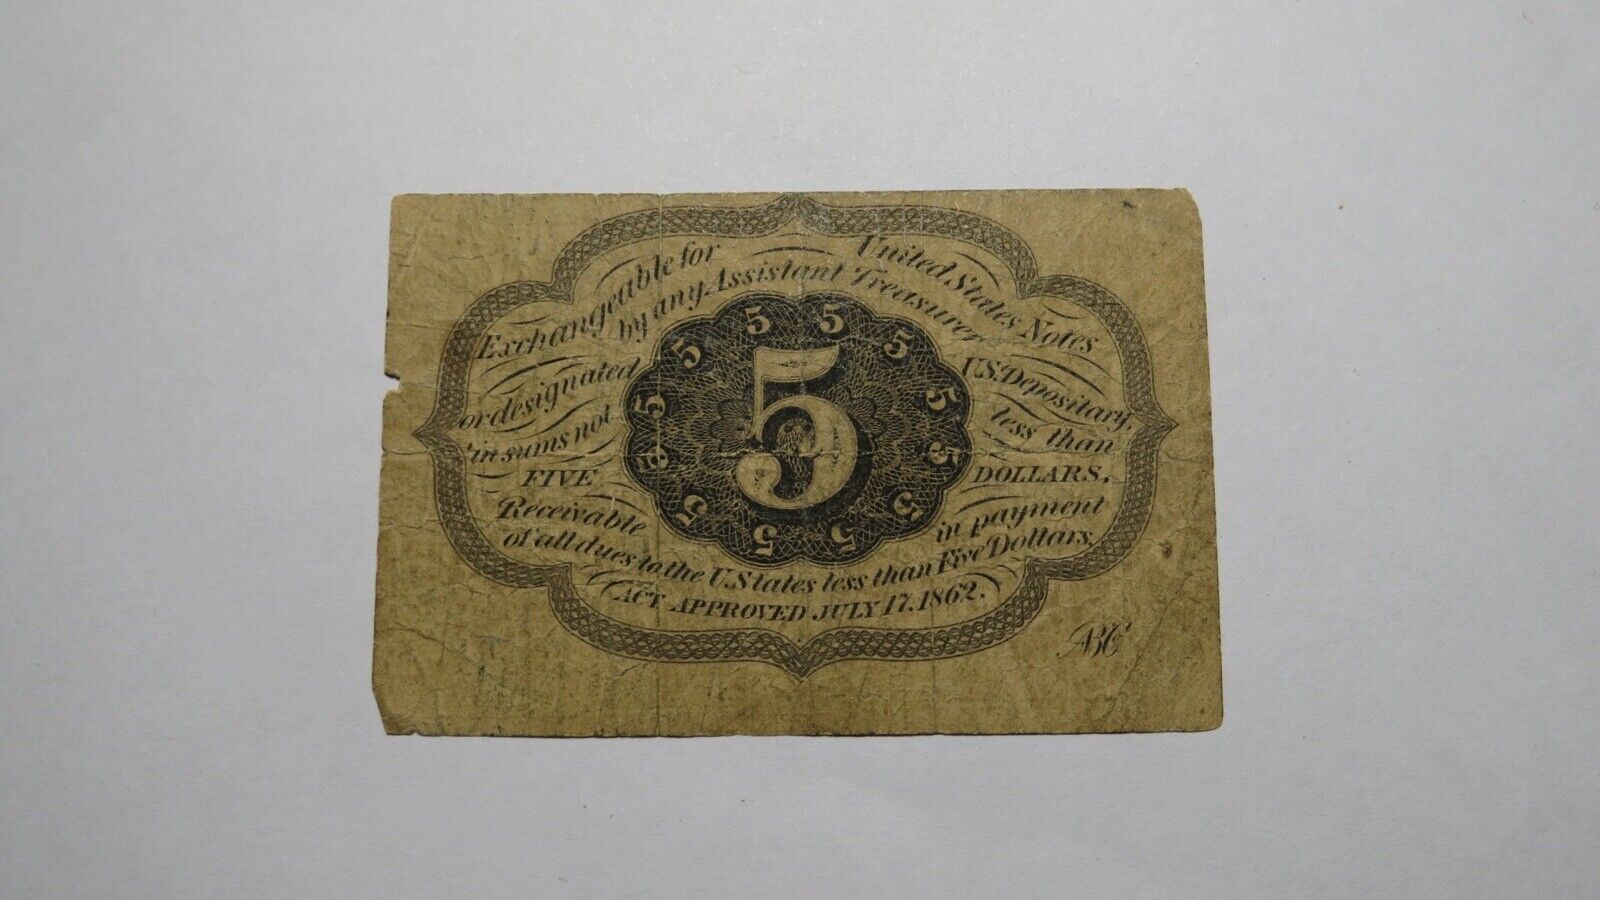 Exchangeable for United States Notes
by any Assistant Treasurer
or designated U.S. Depositary,
in sums not less than
FIVE DOLLARS.
Receivable in payment
of all dues to the U.States less than Five Dollars.
(ACT APPROVED JULY 17, 1862.)
5
5
5
5
5
5
5
5
5
5
5
5
5
ABC